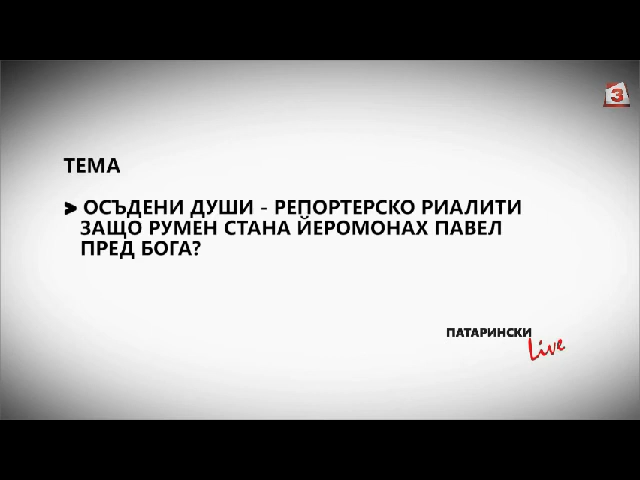 3
ТЕМА
> ОСЪДЕНИ ДУШИ - РЕПОРТЕРСКО РИАЛИТИ
ЗАЩО РУМЕН СТАНА ЙЕРОМОНАХ ПАВЕЛ
ПРЕД БОГА?
ПАТАРИНСКИ
Live